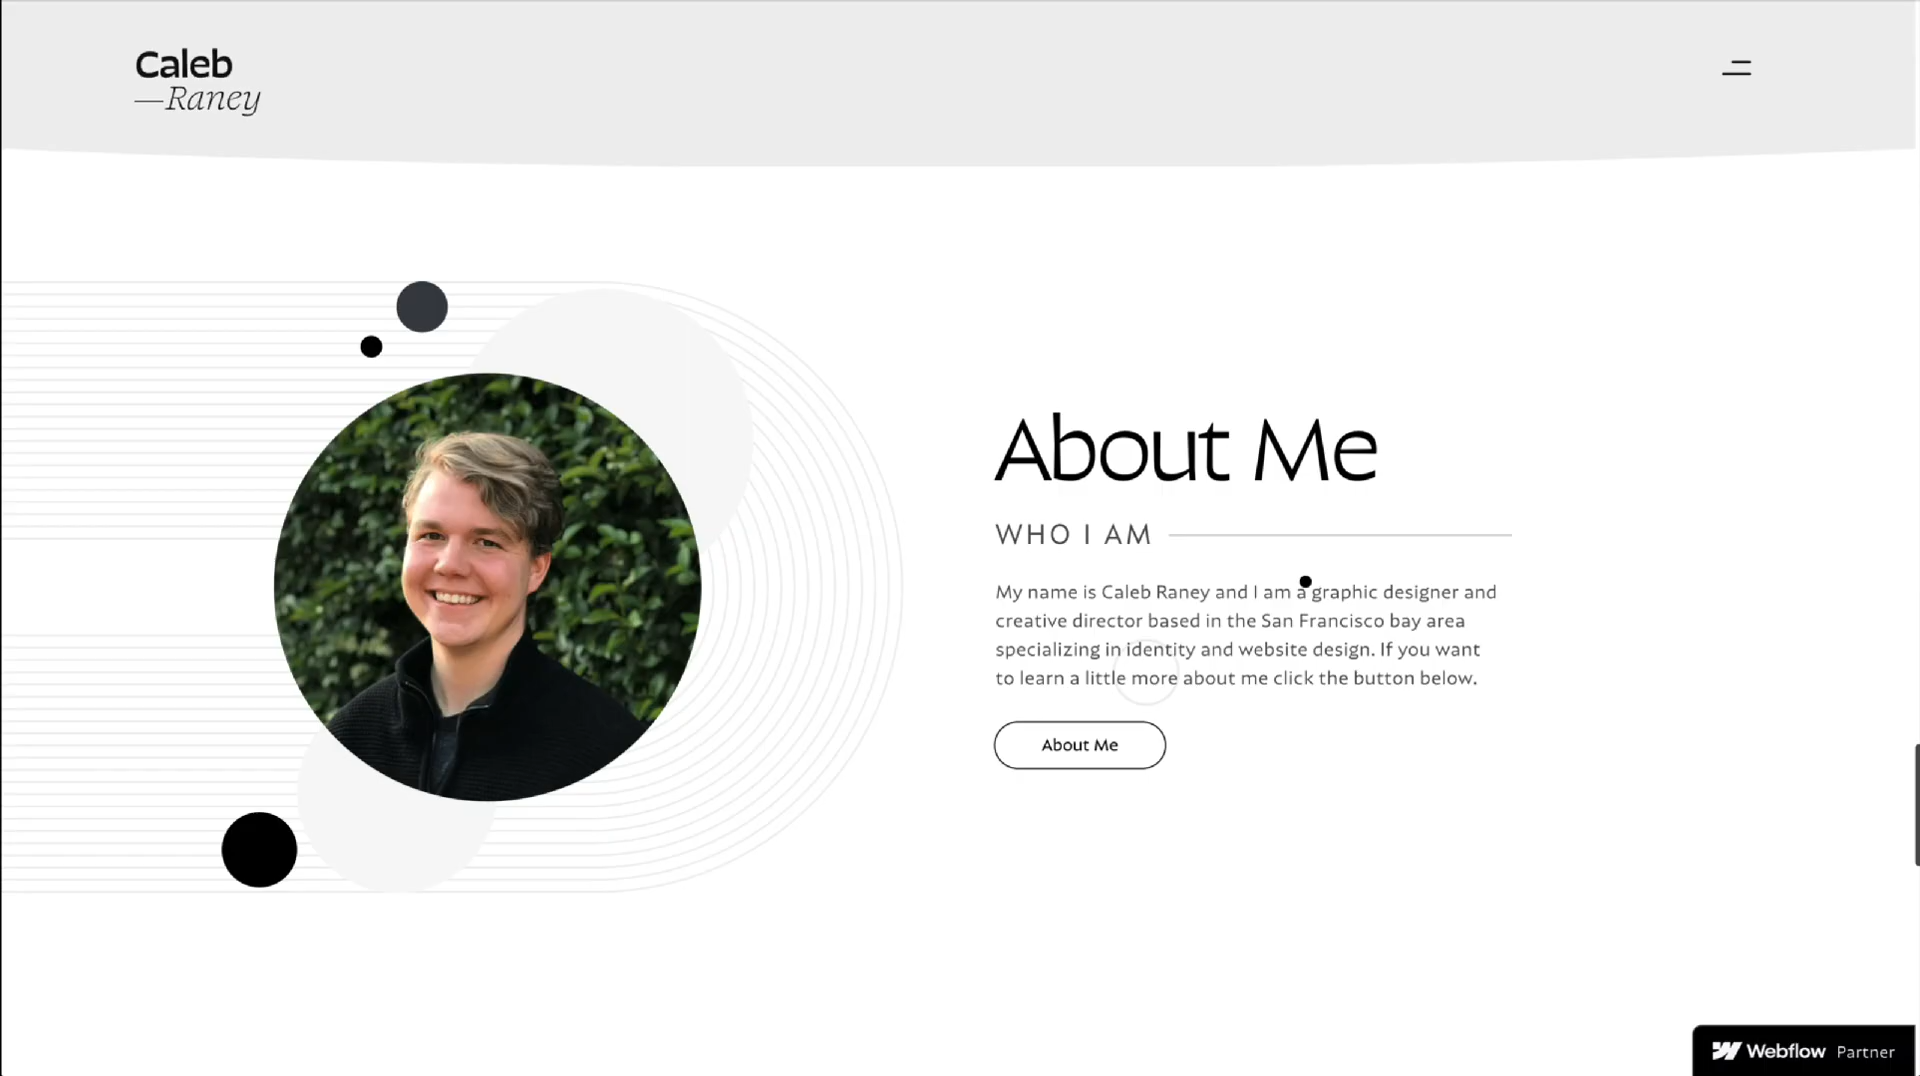 Caleb
—Raney
About Me
WHO I AM
My name is Caleb Raney and I am a graphic designer and
creative director based in the San Francisco bay area
specializing in identity and website design. If you want
to learn a little more about me click the button below.
About Me
Webflow Partner